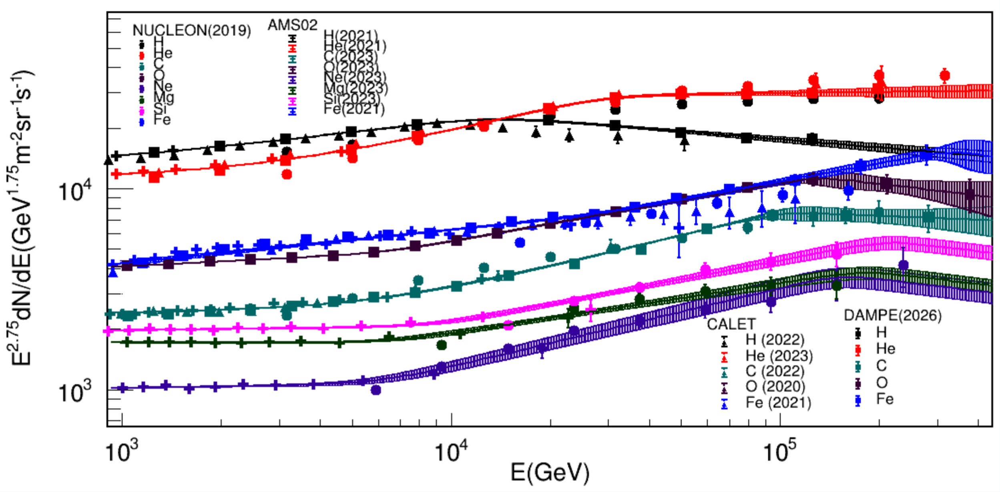 NUCLEON(2019)
H
He
C
O
Ne
Mg
Si
Fe
AMS02
H(2021)
He(2021)
C(2023)
O(2023)
Ne(2023)
Mg(2023)
Si(2023)
Fe(2021)
E^2.75dN/dE(GeV^1.75m^-2sr^-1s^-1)
10^4
10^3
CALET
H (2022)
He (2023)
C (2022)
O (2020)
Fe (2021)
DAMPE(2026)
H
He
C
O
Fe
10^3
10^4
10^5
E(GeV)